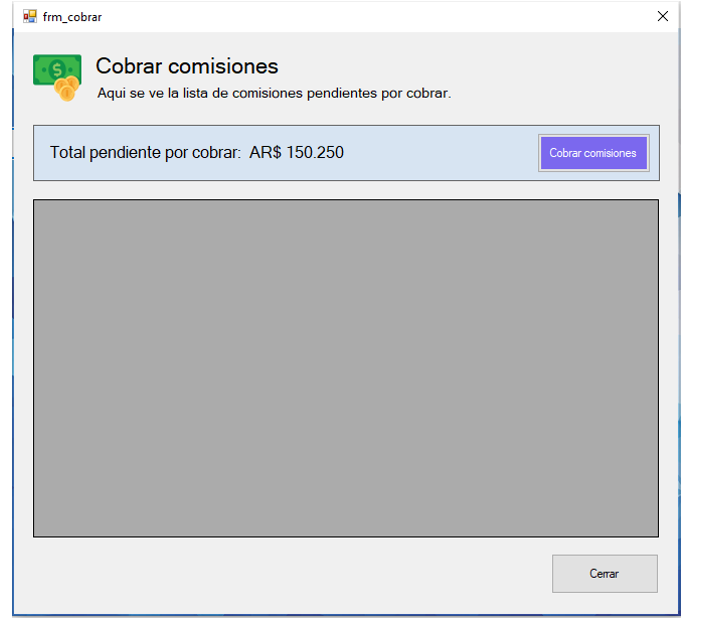 frm_cobrar
Cobrar comisiones
Aqui se ve la lista de comisiones pendientes por cobrar.
Total pendiente por cobrar: AR$ 150.250
Cobrar comisiones
Cerrar